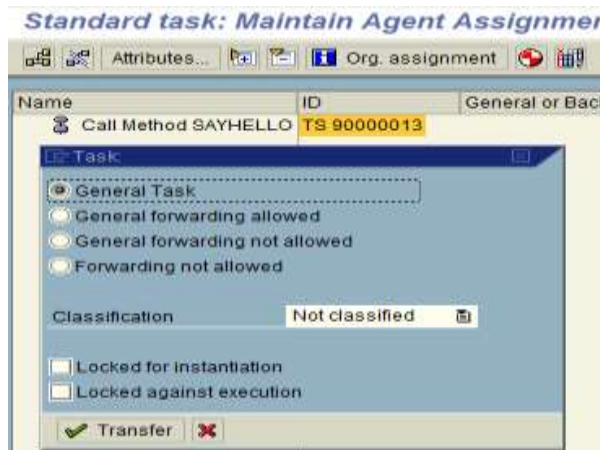 Standard task: Maintain Agent Assignmen
Attributes... Org. assignment
Name ID General or Bac
Call Method SAYHELLO TS 90000013
Task
General Task
General forwarding allowed
General forwarding not allowed
Forwarding not allowed
Classification Not classified
Locked for instantiation
Locked against execution
Transfer